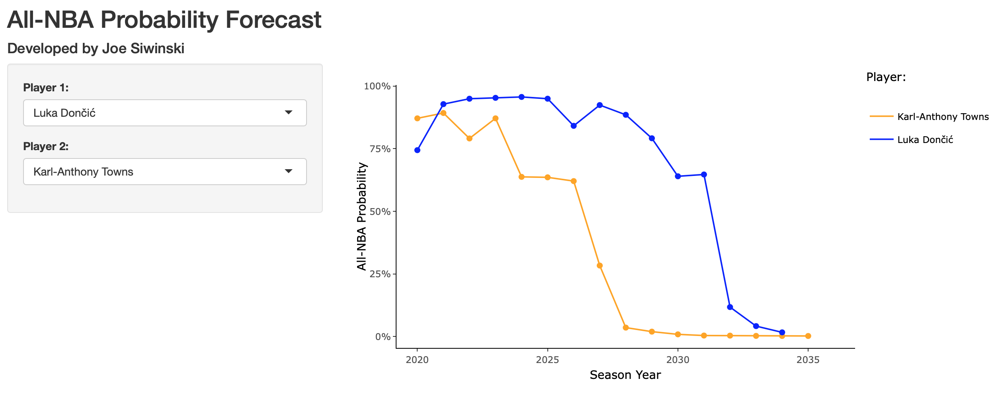 All-NBA Probability Forecast
Developed by Joe Siwinski
Player 1:
Luka Dončić
Player 2:
Karl-Anthony Towns
All-NBA Probability
100%
75%
50%
25%
0%
2020
2025
2030
2035
Season Year
Player:
Karl-Anthony Towns
Luka Dončić